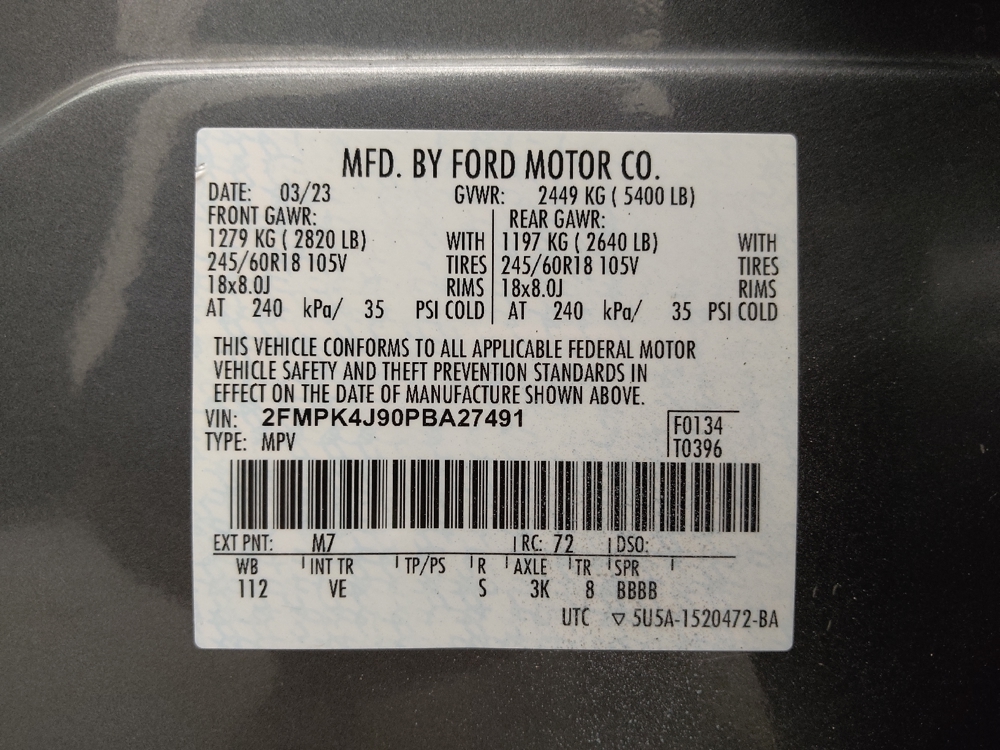 MFD. BY FORD MOTOR CO.
DATE: 03/23 GVWR: 2449 KG ( 5400 LB)
FRONT GAWR: REAR GAWR:
1279 KG ( 2820 LB) WITH 1197 KG ( 2640 LB) WITH
245/60R18 105V TIRES 245/60R18 105V TIRES
18x8.0J RIMS 18x8.0J RIMS
AT 240 kPa/ 35 PSI COLD AT 240 kPa/ 35 PSI COLD
THIS VEHICLE CONFORMS TO ALL APPLICABLE FEDERAL MOTOR
VEHICLE SAFETY AND THEFT PREVENTION STANDARDS IN
EFFECT ON THE DATE OF MANUFACTURE SHOWN ABOVE.
VIN: 2FMPK4J90PBA27491 F0134
TYPE: MPV T0396
EXT PNT: M7 RC: 72 DSO:
WB INT TR TP/PS R AXLE TR SPR
112 VE S 3K 8 BBBB
UTC ▽ 5U5A-1520472-BA